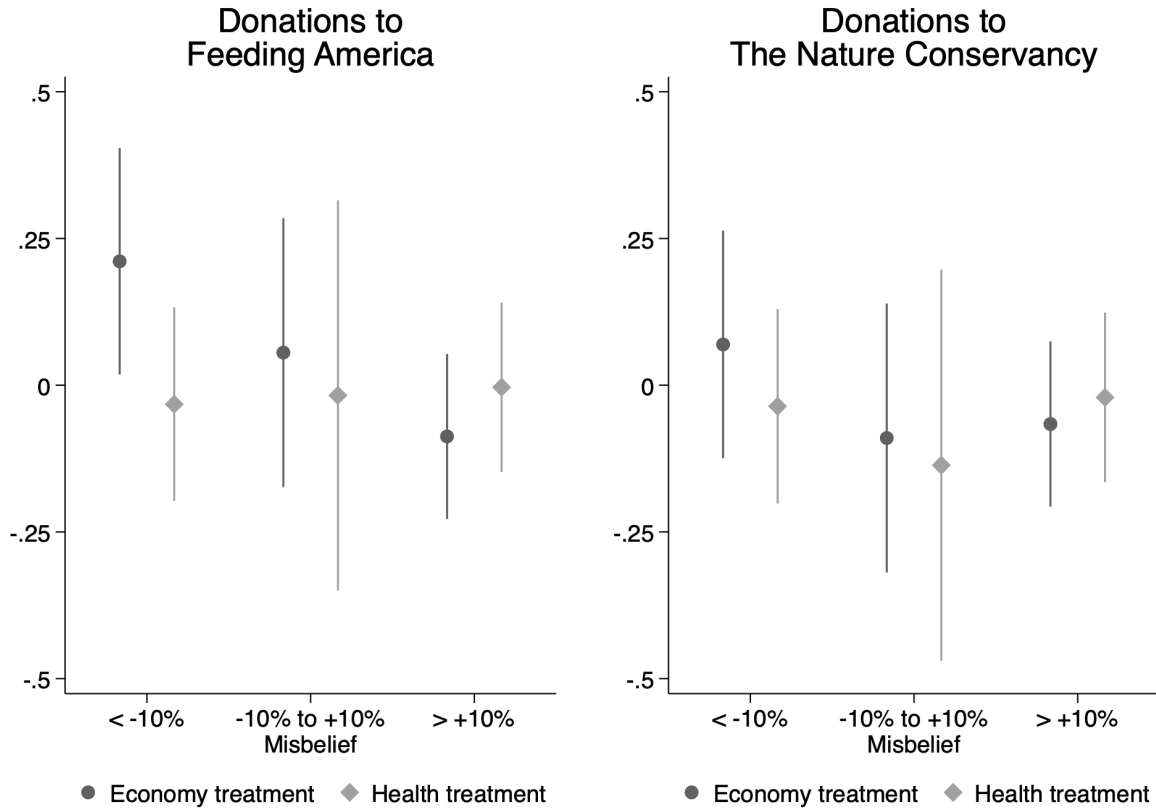 Donations to
Feeding America
.5
.25
0
-.25
-.5
< -10%
-10% to +10%
> +10%
Misbelief
Economy treatment
Health treatment
Donations to
The Nature Conservancy
.5
.25
0
-.25
-.5
< -10%
-10% to +10%
> +10%
Misbelief
Economy treatment
Health treatment